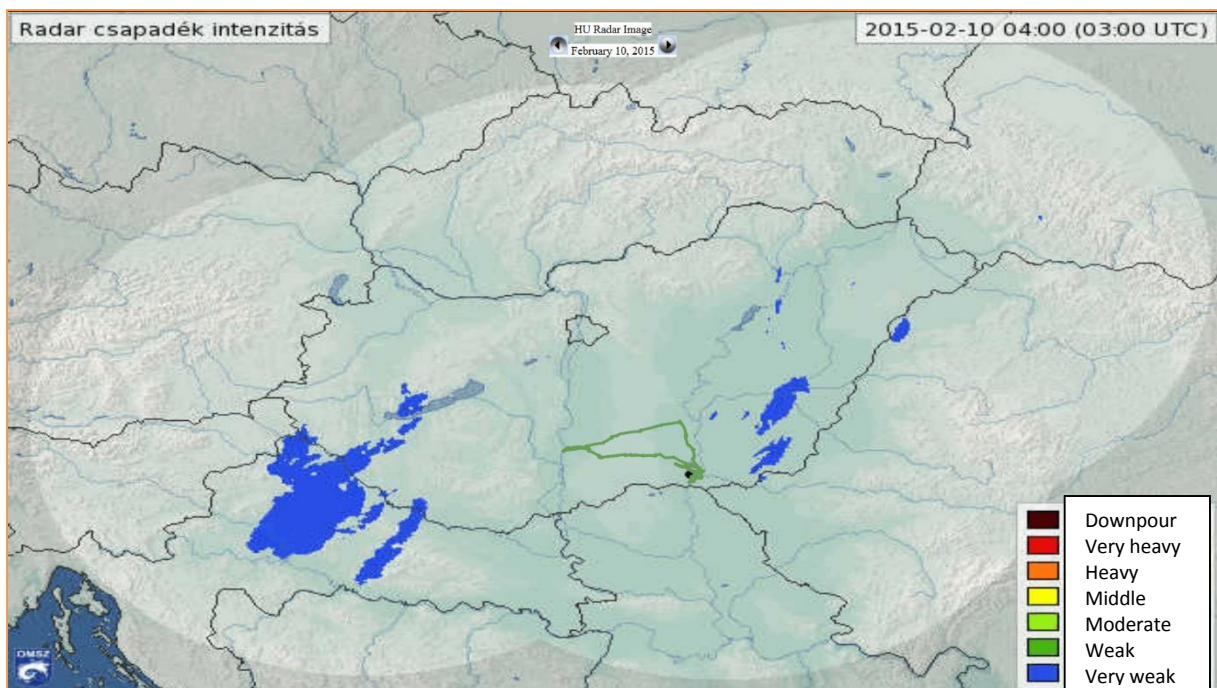 Radar csapadék intenzitás
HU Radar Image
February 10, 2015
2015-02-10 04:00 (03:00 UTC)
Downpour
Very heavy
Heavy
Middle
Moderate
Weak
Very weak
OMSZ